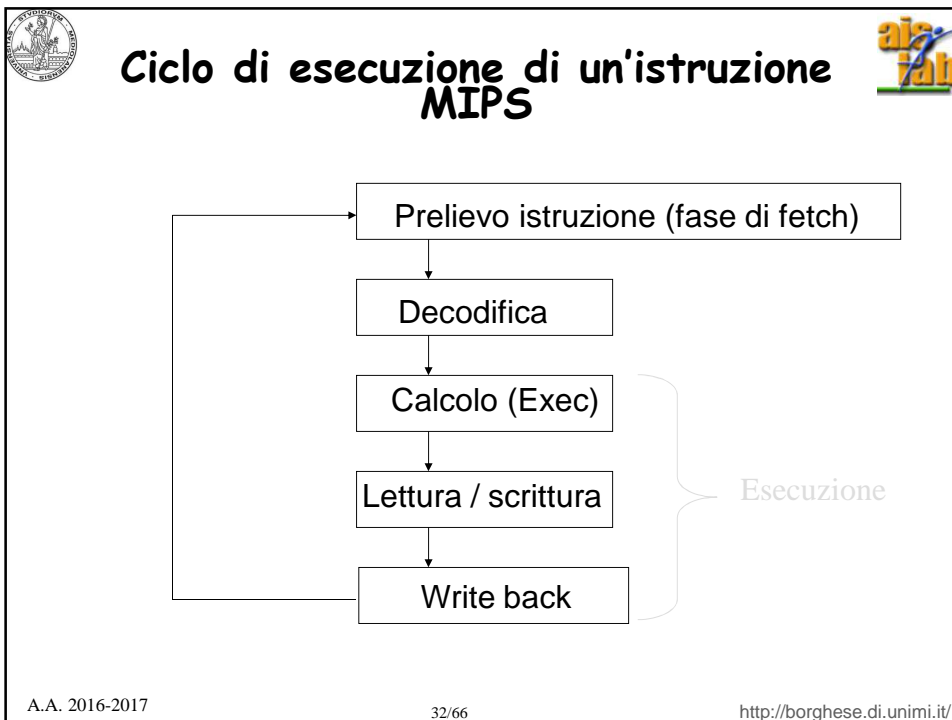 Ciclo di esecuzione di un'istruzione
MIPS
Prelievo istruzione (fase di fetch)
Decodifica
Calcolo (Exec)
Lettura / scrittura
Esecuzione
Write back
A.A. 2016-2017
32/66
http://borghese.di.unimi.it/